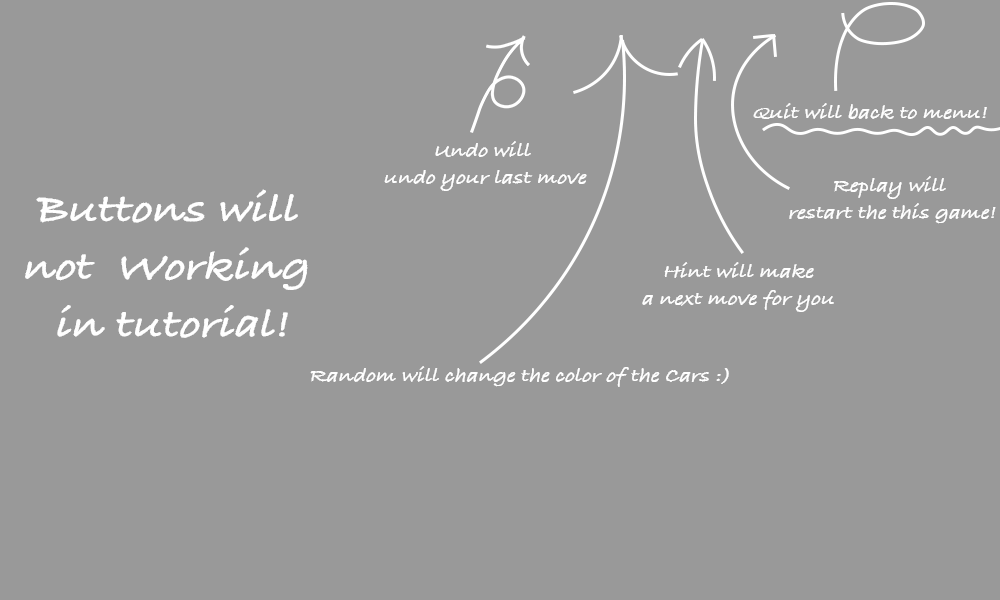 Quit will back to menu!
Undo will
undo your last move
Replay will
restart the this game!
Buttons will
not Working
in tutorial!
Hint will make
a next move for you
Random will change the color of the Cars :)